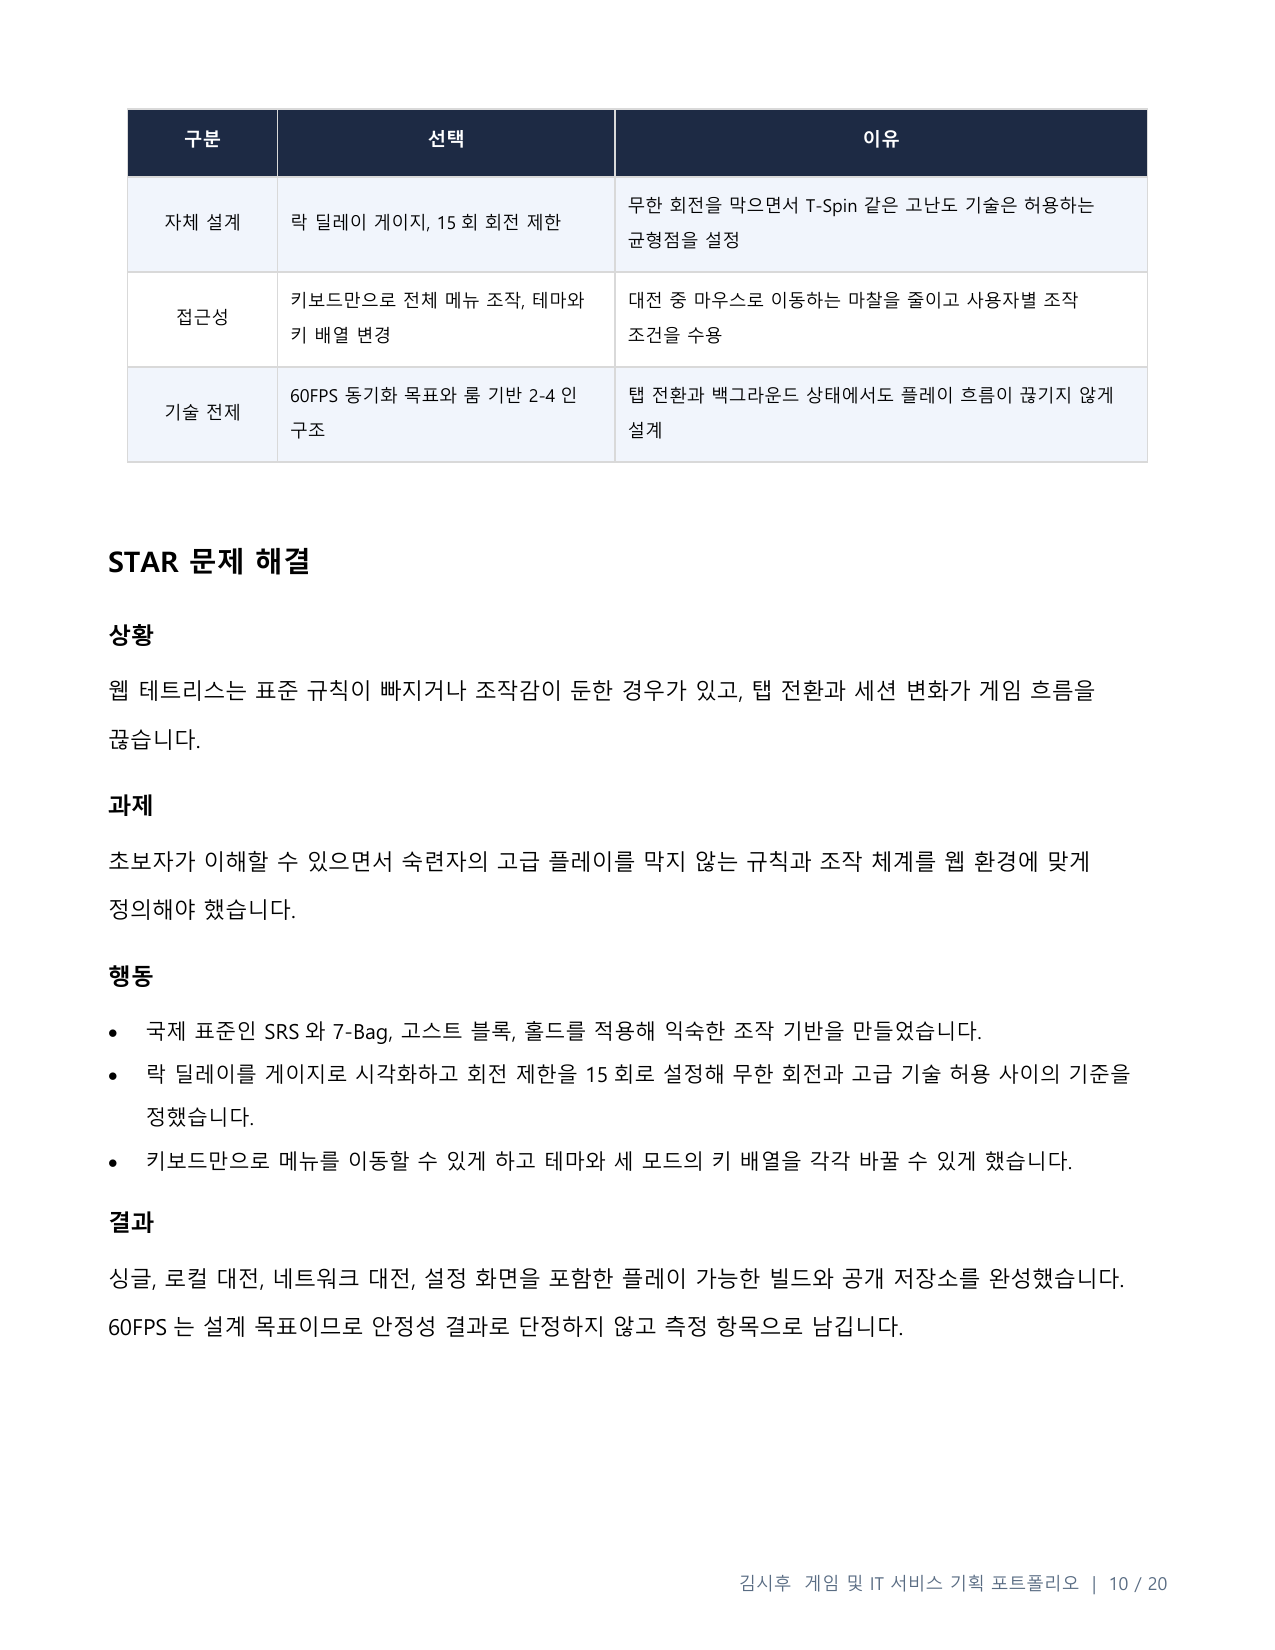 구분 선택 이유
자체 설계 락 딜레이 게이지, 15 회 회전 제한 무한 회전을 막으면서 T-Spin 같은 고난도 기술은 허용하는
균형점을 설정
접근성 키보드만으로 전체 메뉴 조작, 테마와
키 배열 변경
대전 중 마우스로 이동하는 마찰을 줄이고 사용자별 조작
조건을 수용
기술 전제 60FPS 동기화 목표와 룸 기반 2-4 인
구조
탭 전환과 백그라운드 상태에서도 플레이 흐름이 끊기지 않게
설계
STAR 문제 해결
상황
웹 테트리스는 표준 규칙이 빠지거나 조작감이 둔한 경우가 있고, 탭 전환과 세션 변화가 게임 흐름을
끊습니다.
과제
초보자가 이해할 수 있으면서 숙련자의 고급 플레이를 막지 않는 규칙과 조작 체계를 웹 환경에 맞게
정의해야 했습니다.
행동
• 국제 표준인 SRS 와 7-Bag, 고스트 블록, 홀드를 적용해 익숙한 조작 기반을 만들었습니다.
• 락 딜레이를 게이지로 시각화하고 회전 제한을 15 회로 설정해 무한 회전과 고급 기술 허용 사이의 기준을
정했습니다.
• 키보드만으로 메뉴를 이동할 수 있게 하고 테마와 세 모드의 키 배열을 각각 바꿀 수 있게 했습니다.
결과
싱글, 로컬 대전, 네트워크 대전, 설정 화면을 포함한 플레이 가능한 빌드와 공개 저장소를 완성했습니다.
60FPS 는 설계 목표이므로 안정성 결과로 단정하지 않고 측정 항목으로 남깁니다.
김시후 게임 및 IT 서비스 기획 포트폴리오 | 10 / 20